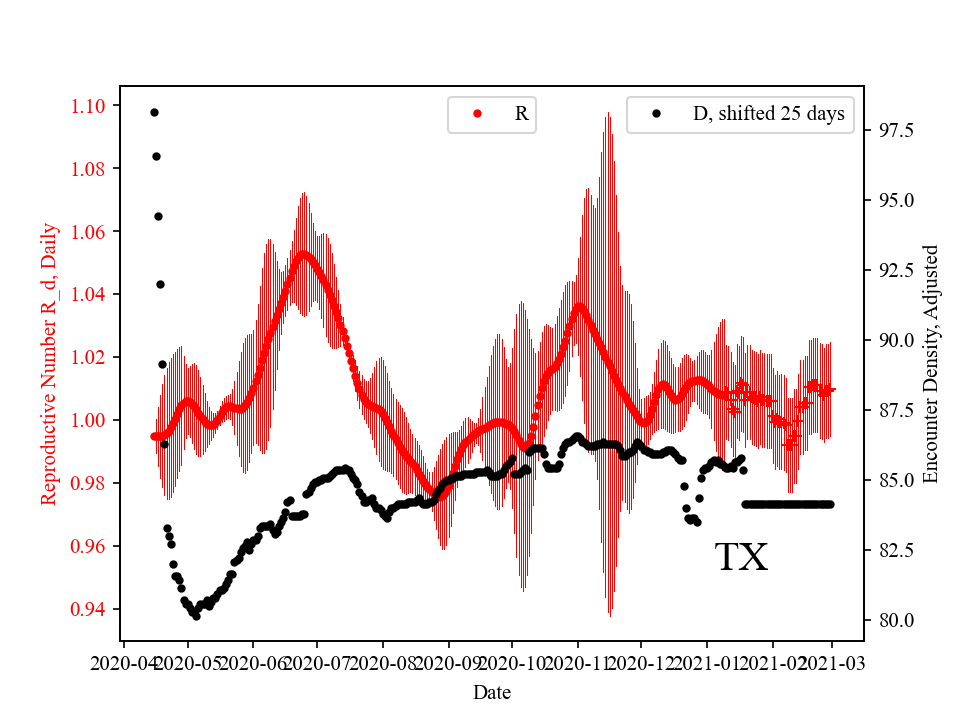 R
D, shifted 25 days
1.10
1.08
1.06
1.04
1.02
1.00
0.98
0.96
0.94
Reproductive Number R_d, Daily
97.5
95.0
92.5
90.0
87.5
85.0
82.5
80.0
Encounter Density, Adjusted
TX
2020-04 2020-05 2020-06 2020-07 2020-08 2020-09 2020-10 2020-11 2020-12 2021-01 2021-02 2021-03
Date